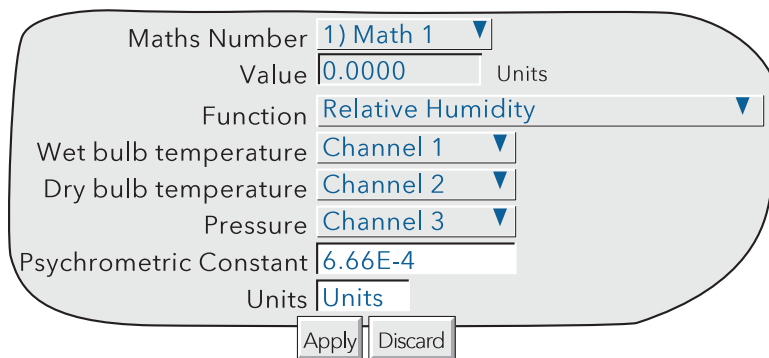 Maths Number 1) Math 1
Value 0.0000 Units
Function Relative Humidity
Wet bulb temperature Channel 1
Dry bulb temperature Channel 2
Pressure Channel 3
Psychrometric Constant 6.66E-4
Units Units
Apply Discard